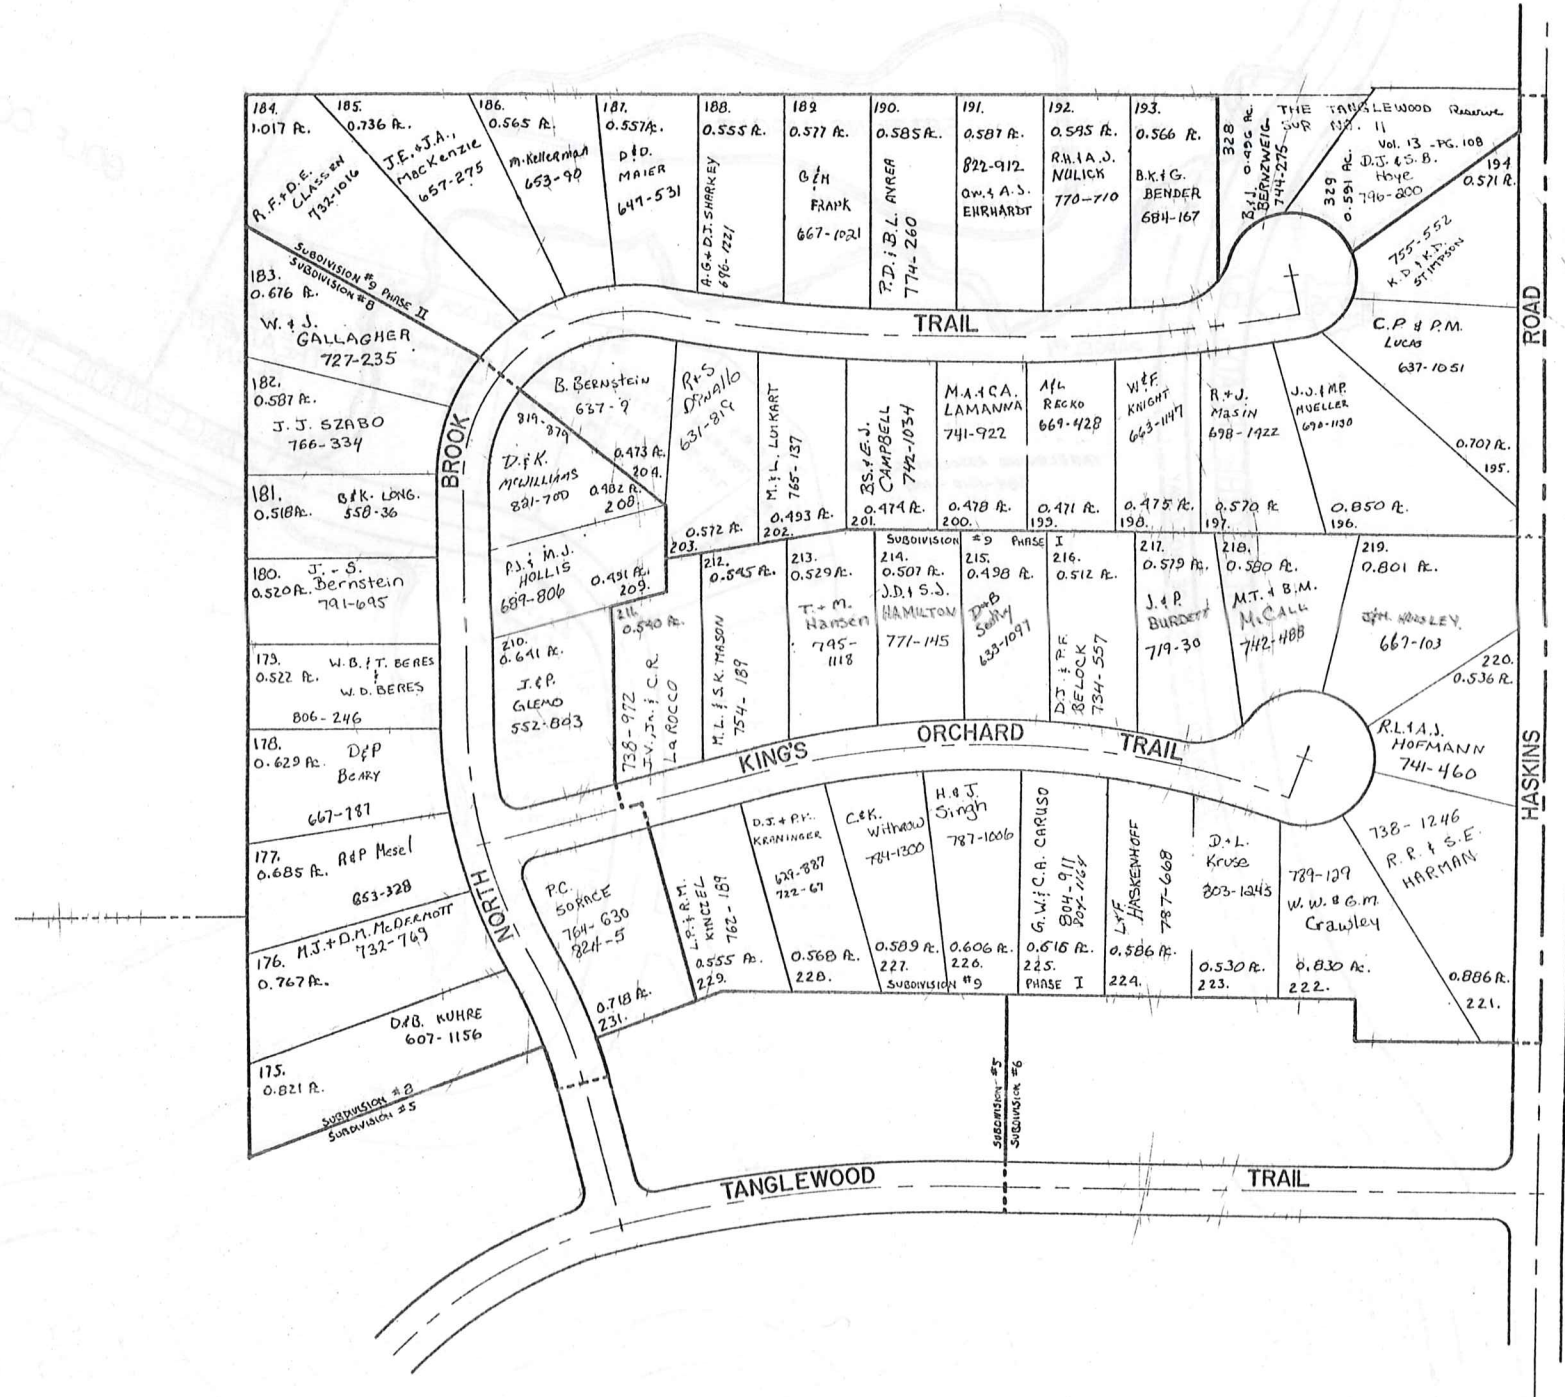 184.
1.017 Ac.
R.F. & D.E.
CLASSEN
732-1016
185.
0.736 Ac.
J.E. & J.A.,
MacKenzie
657-275
186.
0.565 Ac.
M. Kellerman
653-90
187.
0.557 Ac.
D & D.
MAIER
647-531
188.
0.555 Ac.
A.G. & D.J. SHARKEY
696-1221
189
0.577 Ac.
G & H
FRANK
667-1021
190.
0.585 Ac.
P.D. & B.L. AYREA
774-260
191.
0.587 Ac.
822-912
EHRHARDT
192.
0.595 Ac.
R.H. & A.J.
NULICK
770-710
193.
0.566 Ac.
B.K. & G.
BENDER
684-167
328
0.495 Ac.
B. & J.
BERNZWEIG
744-275
THE TANGLEWOOD Reserve
SUB NO. 11
Vol. 13 - PG. 108
329
0.591 Ac.
D.J. & S.B.
Hoye
796-200
194
0.571 Ac.
755-552
K.D. & K.D.
STIMPSON
C.P. & P.M.
LUCAS
637-1051
0.707 Ac.
195.
SUBDIVISION #9 PHASE II
SUBDIVISION #8
183.
0.676 Ac.
W. & J.
GALLAGHER
727-235
182.
0.587 Ac.
J. J. SZABO
766-334
181.
0.518 Ac.
B & K. LONG.
558-36
180.
0.520 Ac.
J. - S.
Bernstein
791-695
179.
0.522 Ac.
W.B. & T. BERES
&
W.D. BERES
806-246
178.
0.629 Ac.
D & P
BEARY
667-787
177.
0.685 Ac.
R & P Mesel
653-328
176.
0.767 Ac.
M.J. + D.M. McDERMOTT
732-769
D & B. KUHRE
607-1156
175.
0.821 Ac.
SUBDIVISION #8
SUBDIVISION #5
NORTH
BROOK
TRAIL
B. BERNSTEIN
637-9
0.473 Ac.
204.
819-879
D. & K.
McWILLIAMS
821-700
0.482 Ac.
208.
P.J. & M.J.
HOLLIS
689-806
0.491 Ac.
209.
210.
0.641 Ac.
J. & P.
552-803
R & S
631-819
0.572 Ac.
203.
M. & L. LUIKART
765-137
0.493 Ac.
202.
B.S. & E.J.
CAMPBELL
742-1034
0.474 Ac.
201.
M.A. & C.A.
LAMANNA
741-922
0.478 Ac.
200.
A & L
RECKO
669-428
0.471 Ac.
199.
W & F.
KNIGHT
663-1147
0.475 Ac.
198.
R. + J.
MASIN
698-1922
0.570 Ac.
197.
J.J. & M.P.
MUELLER
690-1130
0.850 Ac.
196.
SUBDIVISION #9 PHASE I
211.
0.540 Ac.
738-972
J.V., Jr. & C.R.
LaROCCO
212.
0.545 Ac.
M.L. & S.K. MASON
754-189
213.
0.529 Ac.
T. + M.
Hansen
795-
1118
214.
0.507 Ac.
J.D. & S.J.
HAMILTON
771-145
215.
0.498 Ac.
D & B
633-1097
216.
0.512 Ac.
D.J. & P.F.
BELOCK
734-557
217.
0.579 Ac.
J. & P.
BURDETT
719-30
218.
0.580 Ac.
M.T. & B.M.
McCALL
742-488
219.
0.801 Ac.
667-103
220.
0.536 Ac.
R.L. & A.J.
HOFMANN
741-460
KING'S ORCHARD TRAIL
738-1246
R.R. & S.E.
HARMAN
0.886 Ac.
221.
P.C.
SORACE
764-630
824-5
0.718 Ac.
231.
L.P. & R.M.
KINCZEL
762-189
0.555 Ac.
229.
KRANINGER
629-887
722-67
0.568 Ac.
228.
C & K.
Withrow
784-1300
0.589 Ac.
227.
H. & J.
Singh
787-1006
0.606 Ac.
226.
G.W. & C.A. CARUSO
804-911
0.616 Ac.
225.
L & F.
HASKENHOFF
787-668
0.586 Ac.
224.
D. + L.
Kruse
803-1245
0.530 Ac.
223.
789-129
W. W. & G.M.
Crawley
0.830 Ac.
222.
SUBDIVISION #9 PHASE I
SUBDIVISION #5
SUBDIVISION #6
TANGLEWOOD TRAIL
HASKINS ROAD